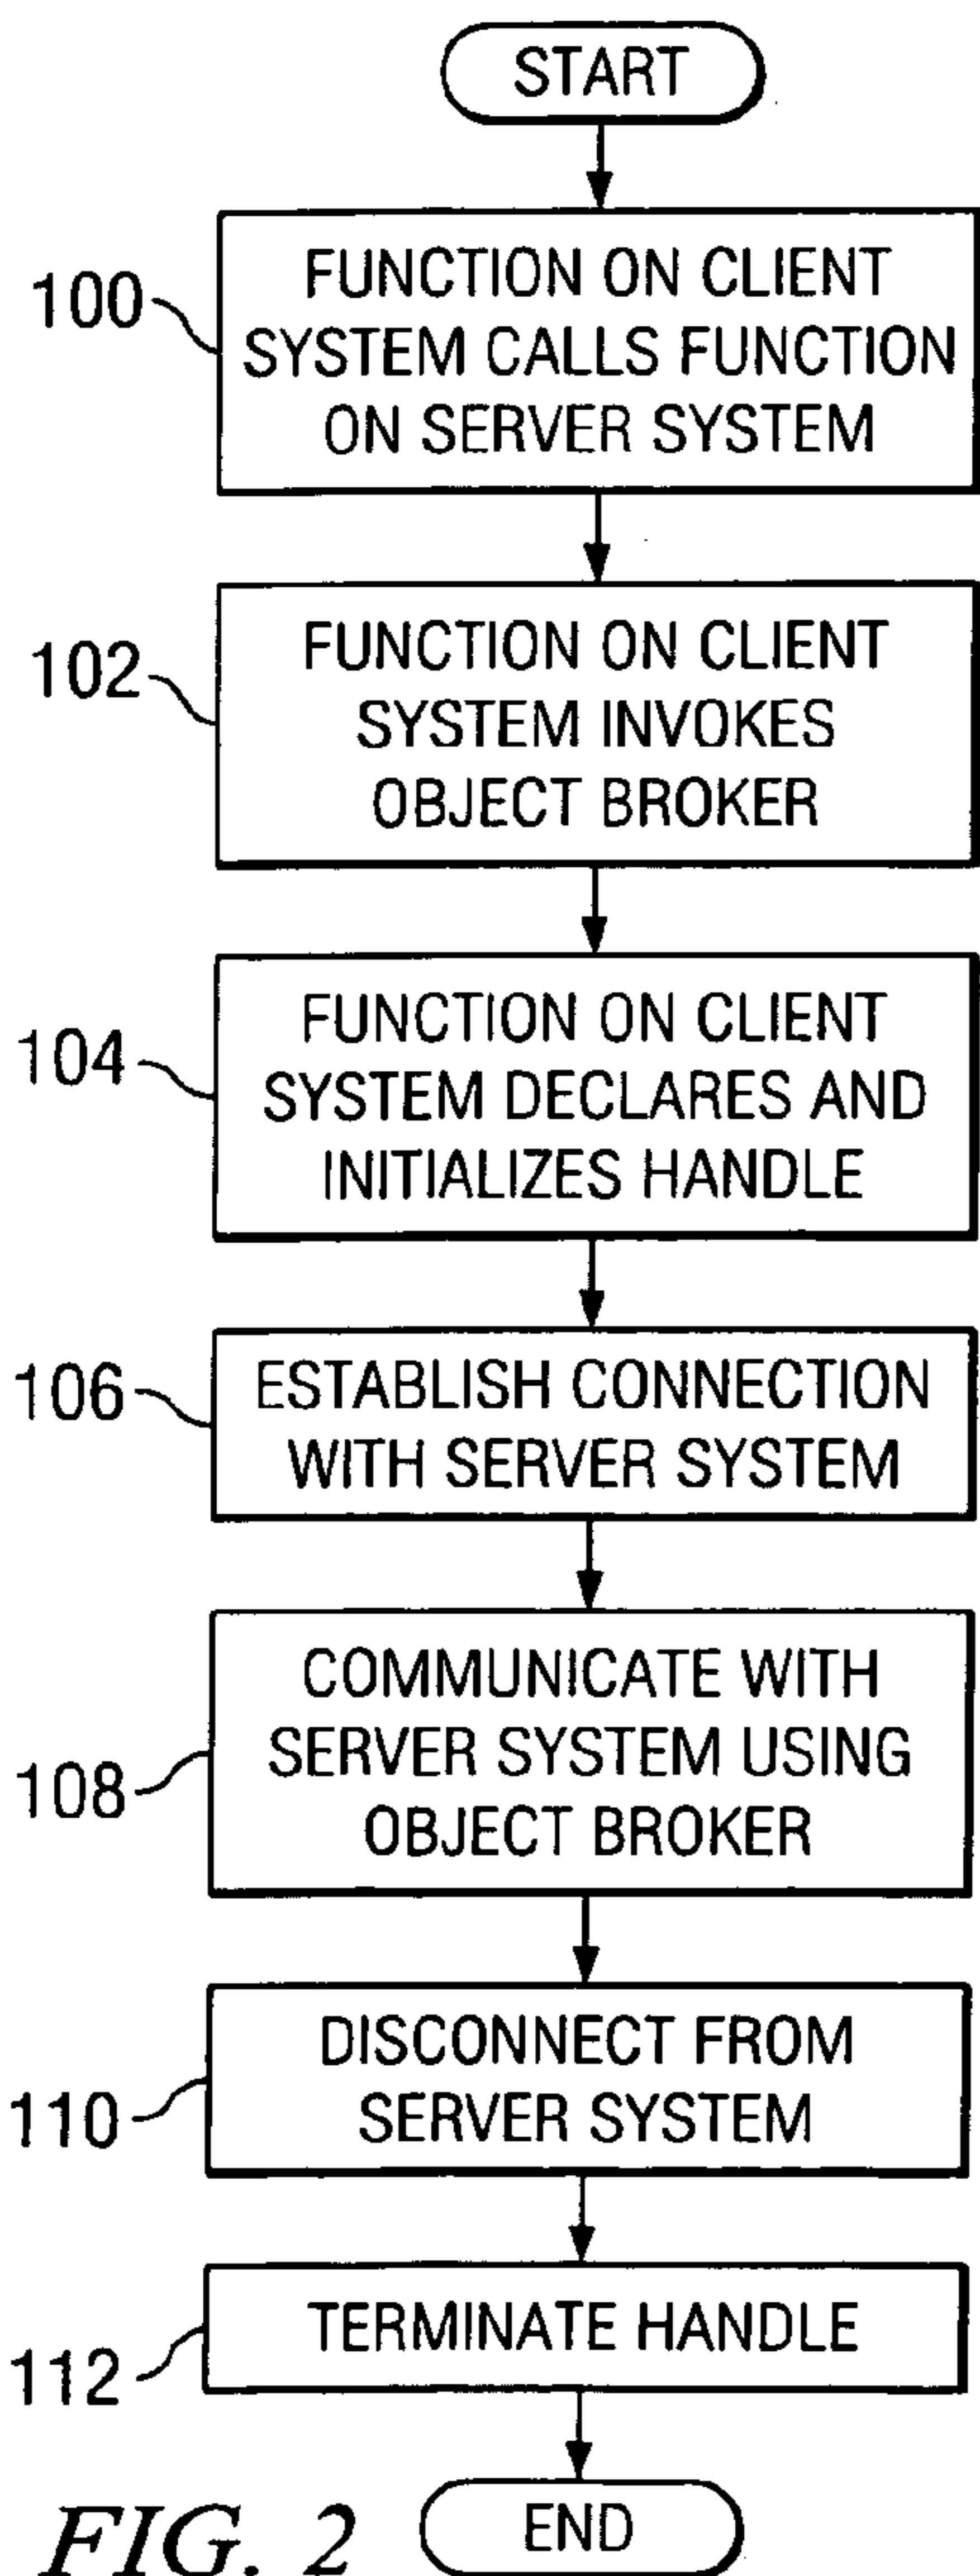 START
100
FUNCTION ON CLIENT
SYSTEM CALLS FUNCTION
ON SERVER SYSTEM
102
FUNCTION ON CLIENT
SYSTEM INVOKES
OBJECT BROKER
104
FUNCTION ON CLIENT
SYSTEM DECLARES AND
INITIALIZES HANDLE
106
ESTABLISH CONNECTION
WITH SERVER SYSTEM
108
COMMUNICATE WITH
SERVER SYSTEM USING
OBJECT BROKER
110
DISCONNECT FROM
SERVER SYSTEM
112
TERMINATE HANDLE
END
FIG. 2